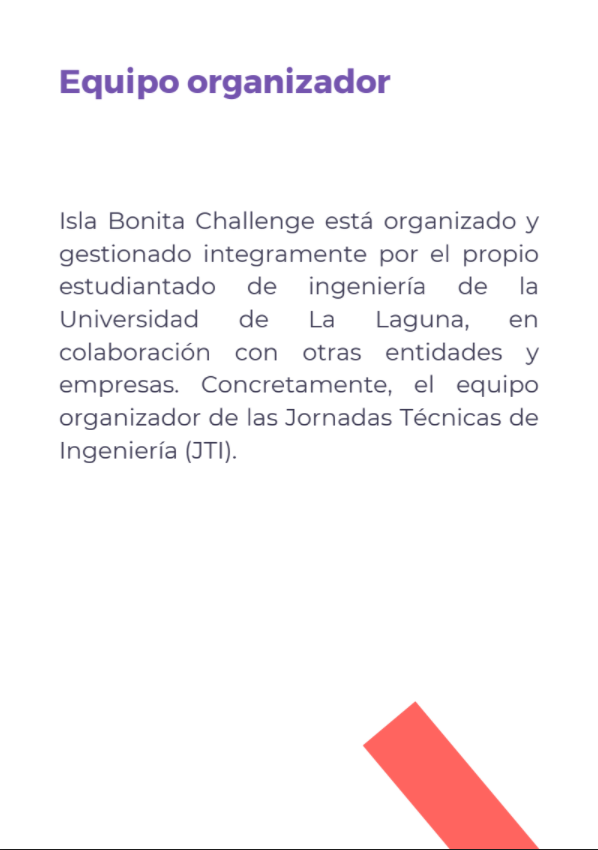 Equipo organizador
Isla Bonita Challenge está organizado y
gestionado integramente por el propio
estudiantado de ingeniería de la
Universidad de La Laguna, en
colaboración con otras entidades y
empresas. Concretamente, el equipo
organizador de las Jornadas Técnicas de
Ingeniería (JTI).